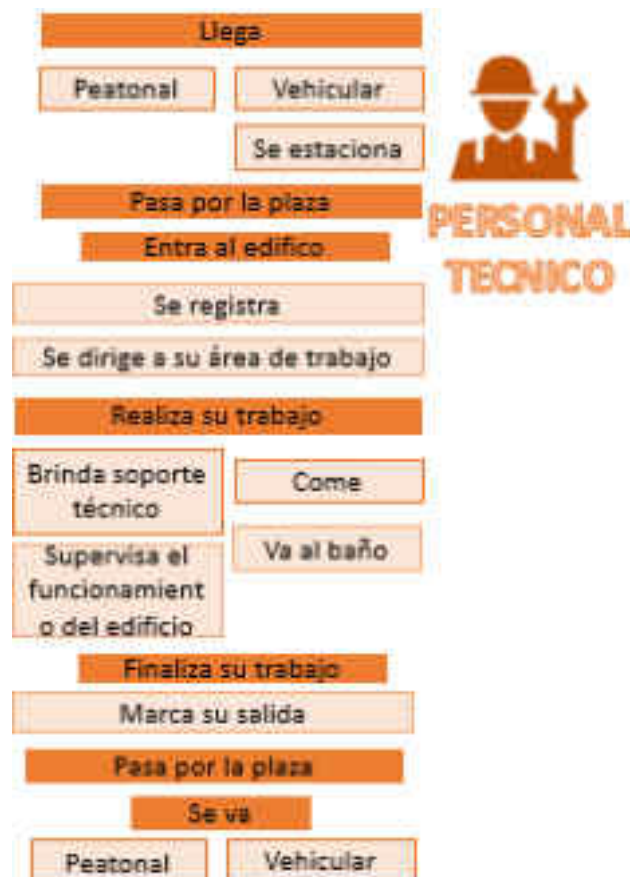 Llega
Peatonal
Vehicular
Se estaciona
Pasa por la plaza
Entra al edifico
PERSONAL
TECNICO
Se registra
Se dirige a su área de trabajo
Realiza su trabajo
Brinda soporte
técnico
Come
Va al baño
Supervisa el
funcionamient
o del edificio
Finaliza su trabajo
Marca su salida
Pasa por la plaza
Se va
Peatonal
Vehicular